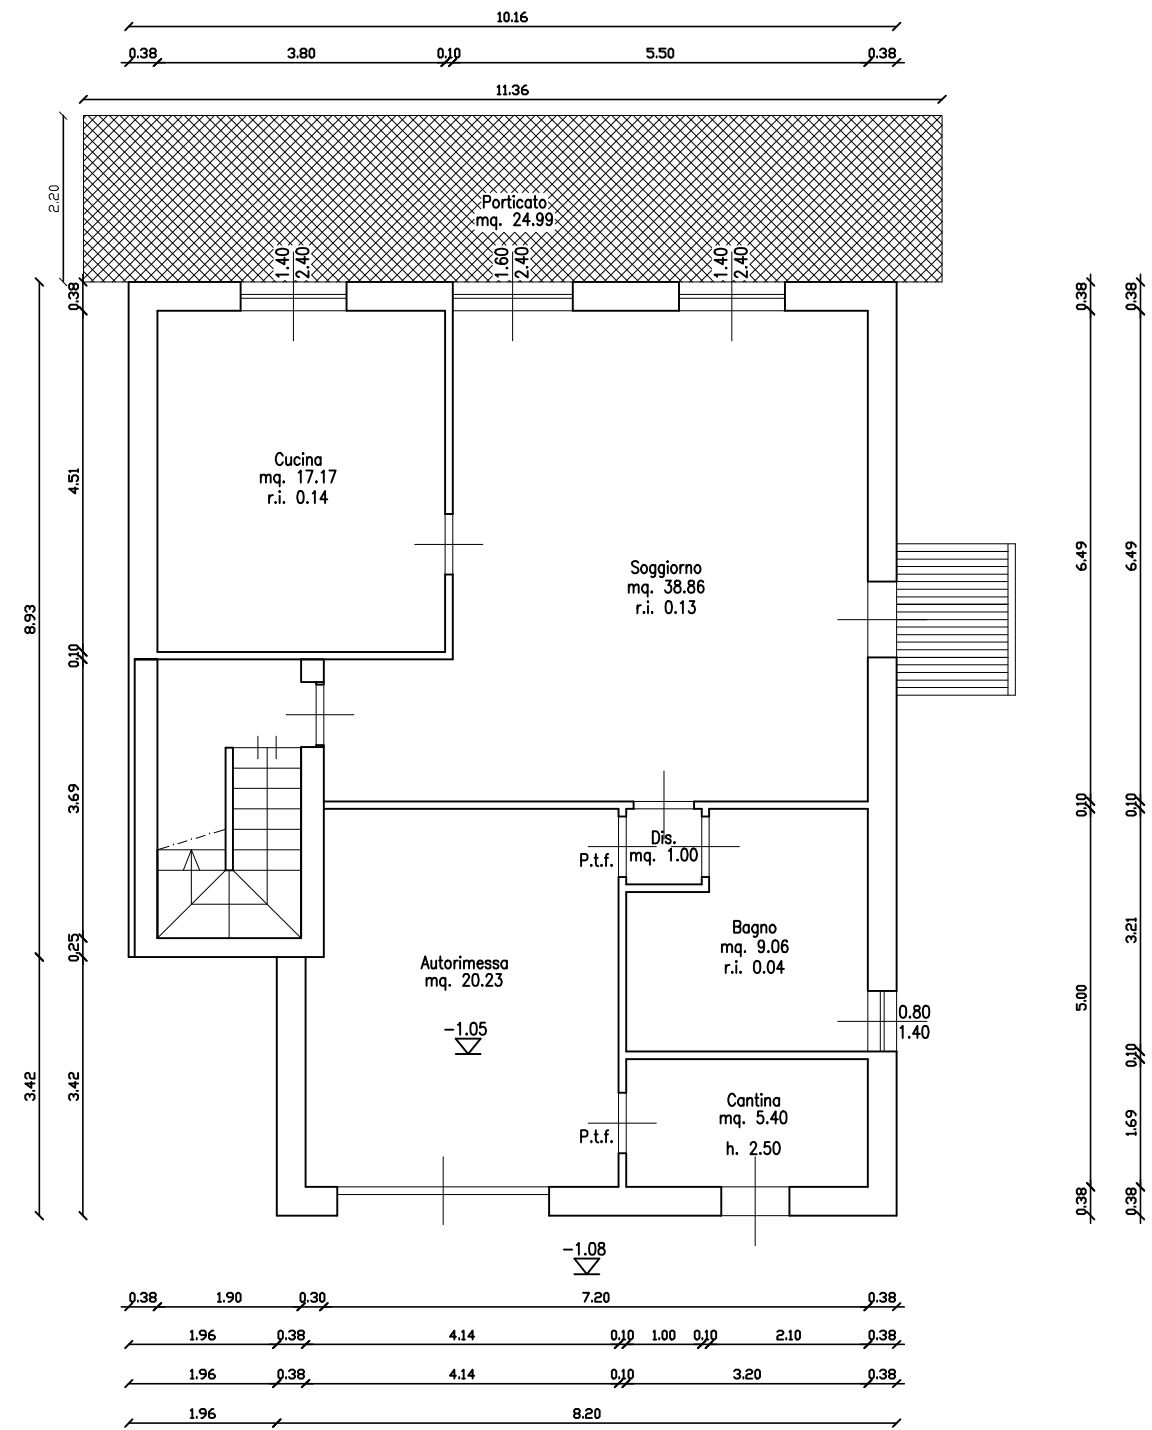 10.16
0.38 3.80 0.10 5.50 0.38
11.36
2.20
Porticato
mq. 24.99
1.40
2.40
1.60
2.40
1.40
2.40
0.38
4.51
0.10
3.69
0.25
3.42
8.93
3.42
Cucina
mq. 17.17
r.i. 0.14
Soggiorno
mq. 38.86
r.i. 0.13
Dis.
mq. 1.00
P.t.f.
Bagno
mq. 9.06
r.i. 0.04
0.80
1.40
Autorimessa
mq. 20.23
-1.05
Cantina
mq. 5.40
h. 2.50
P.t.f.
-1.08
0.38
6.49
0.10
5.00
0.38
0.38
6.49
0.10
3.21
0.10
1.69
0.38
0.38 1.90 0.30 7.20 0.38
1.96 0.38 4.14 0.10 1.00 0.10 2.10 0.38
1.96 0.38 4.14 0.10 3.20 0.38
1.96 8.20